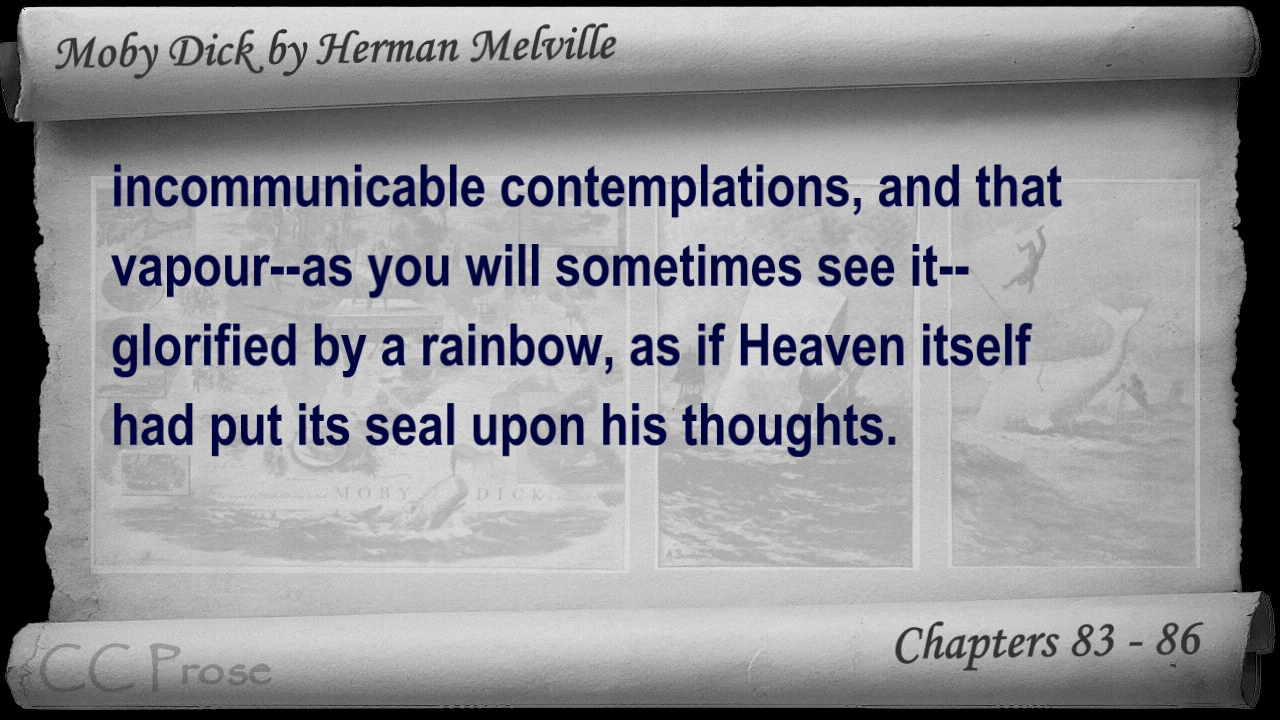 Moby Dick by Herman Melville
incommunicable contemplations, and that
vapour--as you will sometimes see it--
glorified by a rainbow, as if Heaven itself
had put its seal upon his thoughts.
MOBY DICK
Chapters 83 - 86
CC Prose